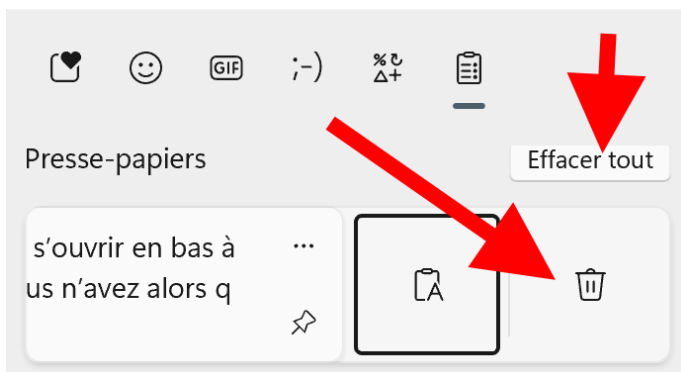 GIF ;-)
Presse-papiers
Effacer tout
s’ouvrir en bas à
us n’avez alors q